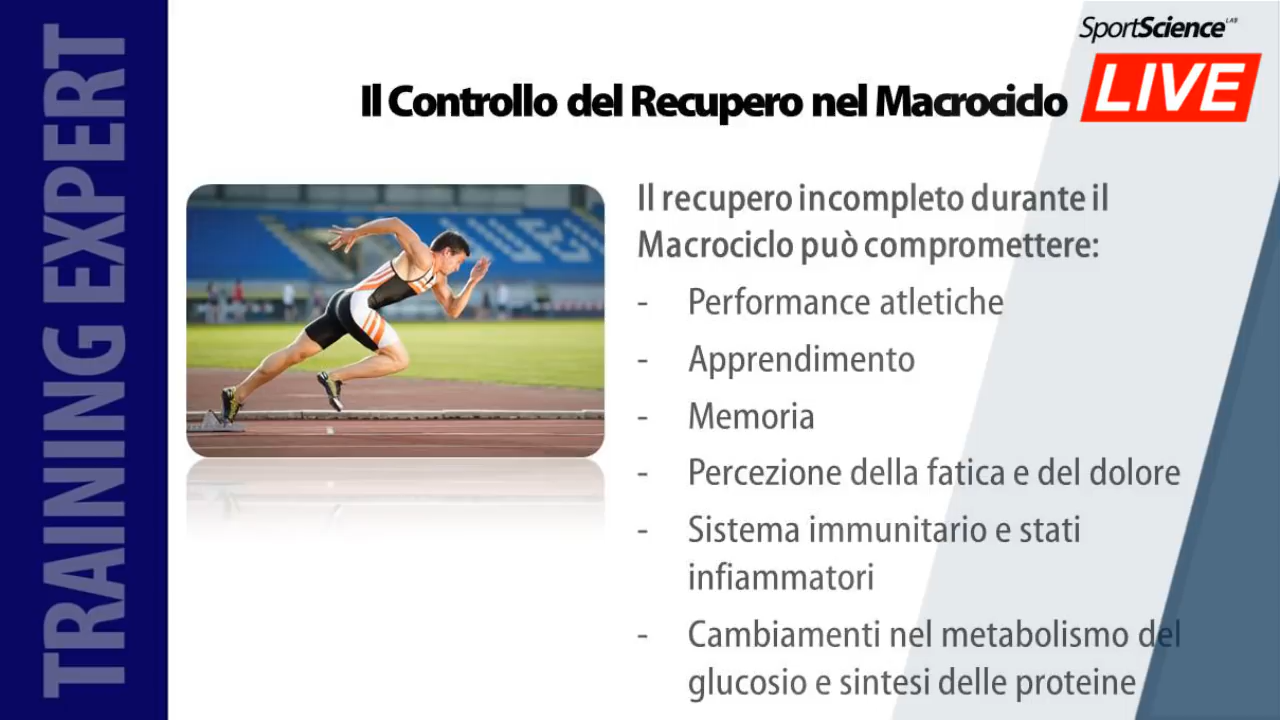 TRAINING EXPERT
SportScience LAB
LIVE
Il Controllo del Recupero nel Macrociclo
Il recupero incompleto durante il
Macrociclo può compromettere:
- Performance atletiche
- Apprendimento
- Memoria
- Percezione della fatica e del dolore
- Sistema immunitario e stati
infiammatori
- Cambiamenti nel metabolismo del
glucosio e sintesi delle proteine